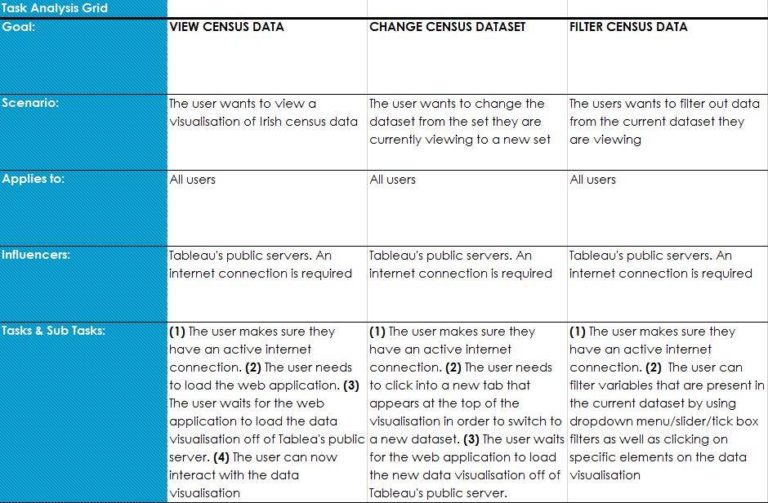 Task Analysis Grid
Goal:
VIEW CENSUS DATA
CHANGE CENSUS DATASET
FILTER CENSUS DATA
Scenario:
The user wants to view a
visualisation of Irish census data
The user wants to change the
dataset from the set they are
currently viewing to a new set
The users wants to filter out data
from the current dataset they
are viewing
Applies to:
All users
All users
All users
Influencers:
Tableau's public servers. An
internet connection is required
Tableau's public servers. An
internet connection is required
Tableau's public servers. An
internet connection is required
Tasks & Sub Tasks:
(1) The user makes sure they
have an active internet
connection. (2) The user needs
to load the web application. (3)
The user waits for the web
application to load the data
visualisation off of Tablea's public
server. (4) The user can now
interact with the data
visualisation
(1) The user makes sure they
have an active internet
connection. (2) The user needs
to click into a new tab that
appears at the top of the
visualisation in order to switch to
a new dataset. (3) The user waits
for the web application to load
the new data visualisation off of
Tableau's public server.
(1) The user makes sure they
have an active internet
connection. (2) The user can
filter variables that are present in
the current dataset by using
dropdown menu/slider/tick box
filters as well as clicking on
specific elements on the data
visualisation